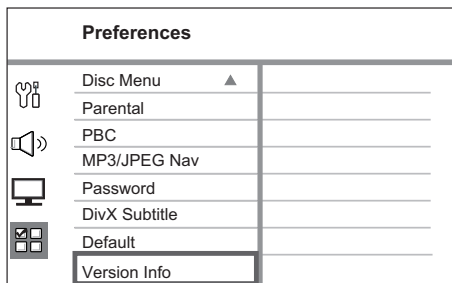 Preferences
Disc Menu
Parental
PBC
MP3/JPEG Nav
Password
DivX Subtitle
Default
Version Info